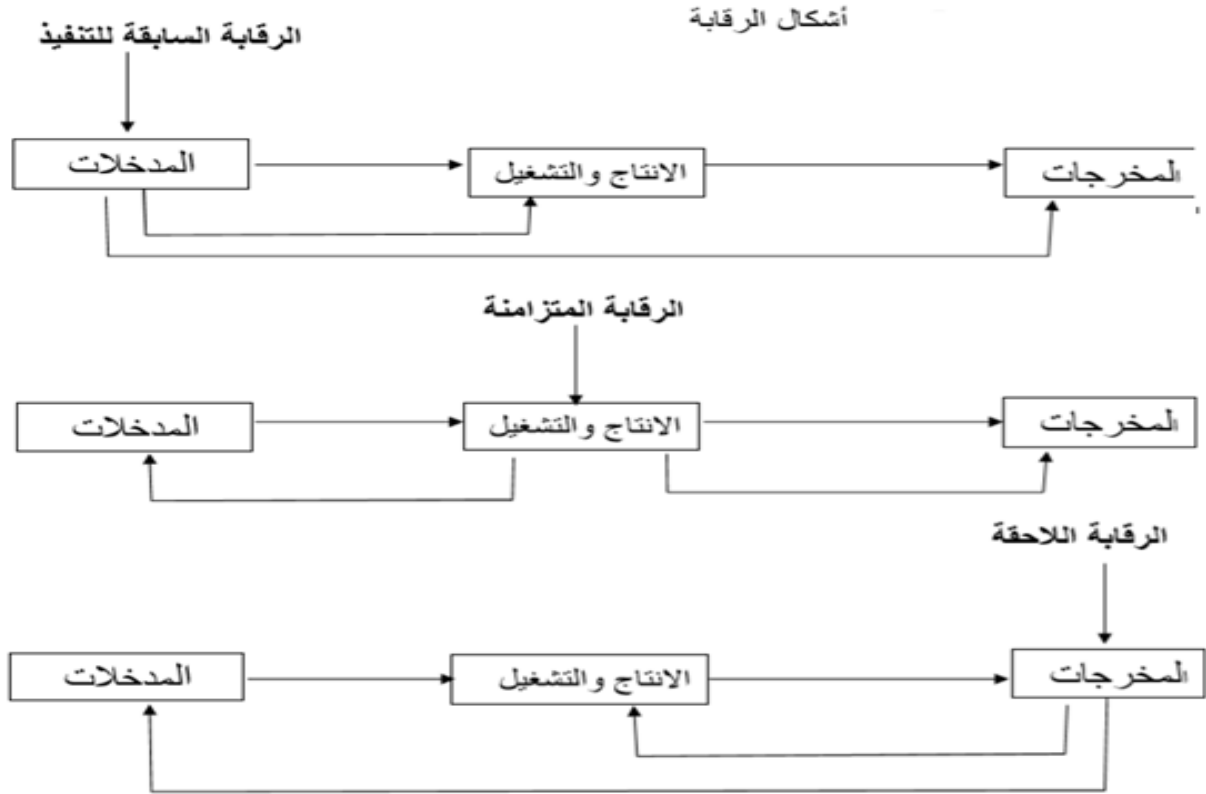 أشكال الرقابة
الرقابة السابقة للتنفيذ
المدخلات
الانتاج والتشغيل
المخرجات
الرقابة المتزامنة
المدخلات
الانتاج والتشغيل
المخرجات
الرقابة اللاحقة
المدخلات
الانتاج والتشغيل
المخرجات